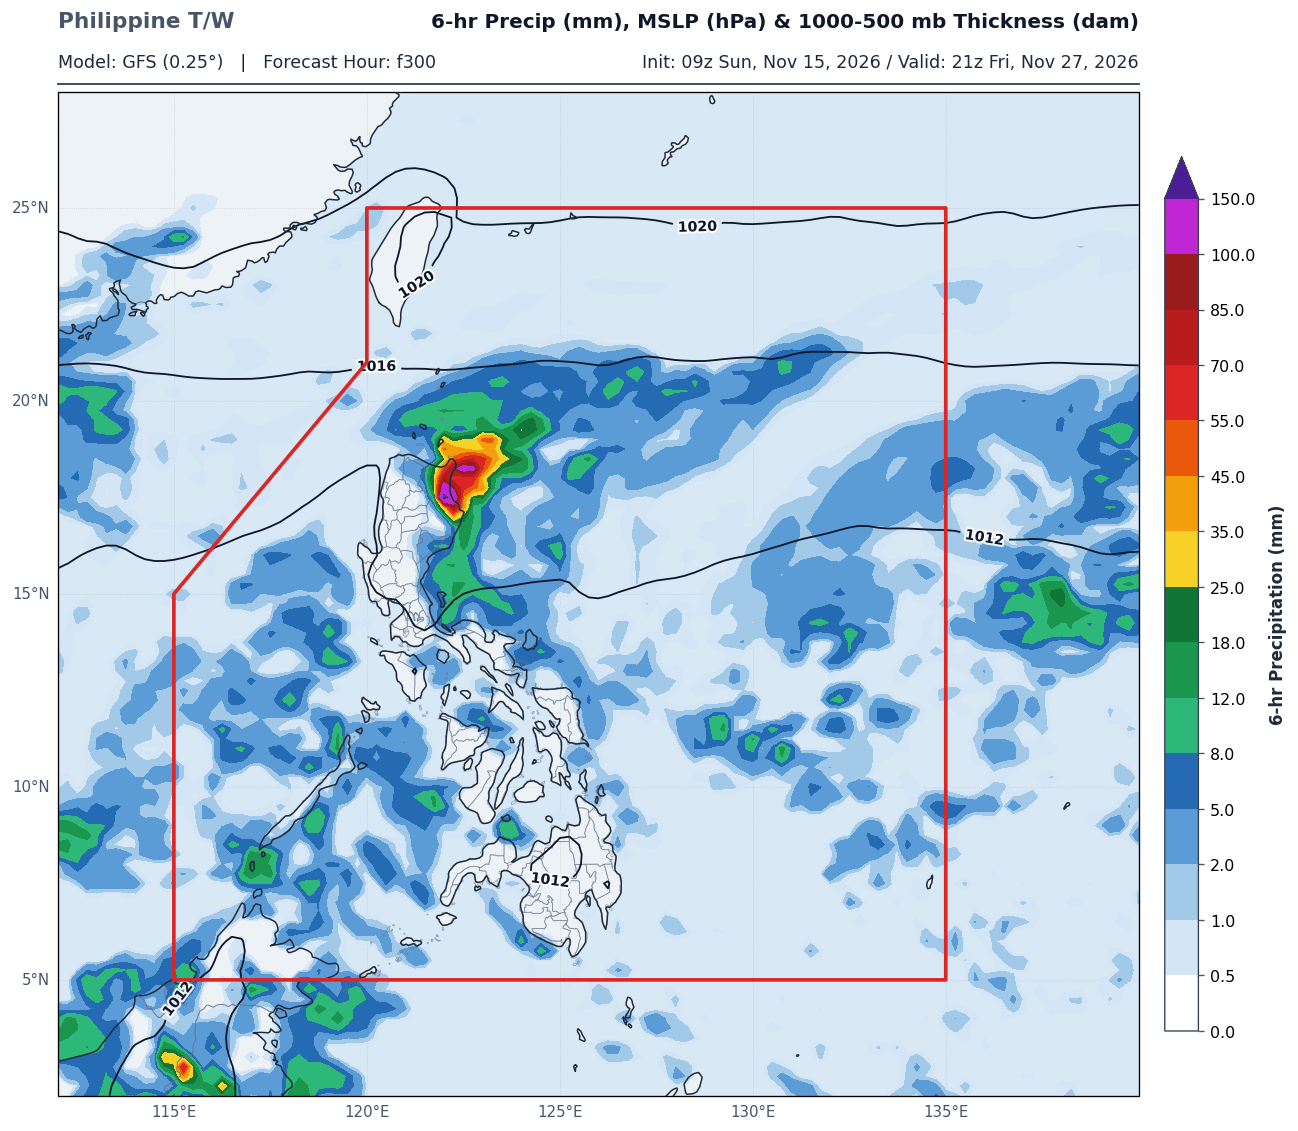 Philippine T/W
6-hr Precip (mm), MSLP (hPa) & 1000-500 mb Thickness (dam)
Model: GFS (0.25°)   |   Forecast Hour: f300
Init: 09z Sun, Nov 15, 2026 / Valid: 21z Fri, Nov 27, 2026
25°N
20°N
15°N
10°N
5°N
1020
1020
1016
1012
1012
1012
115°E
120°E
125°E
130°E
135°E
150.0
100.0
85.0
70.0
55.0
45.0
35.0
25.0
18.0
12.0
8.0
5.0
2.0
1.0
0.5
0.0
6-hr Precipitation (mm)